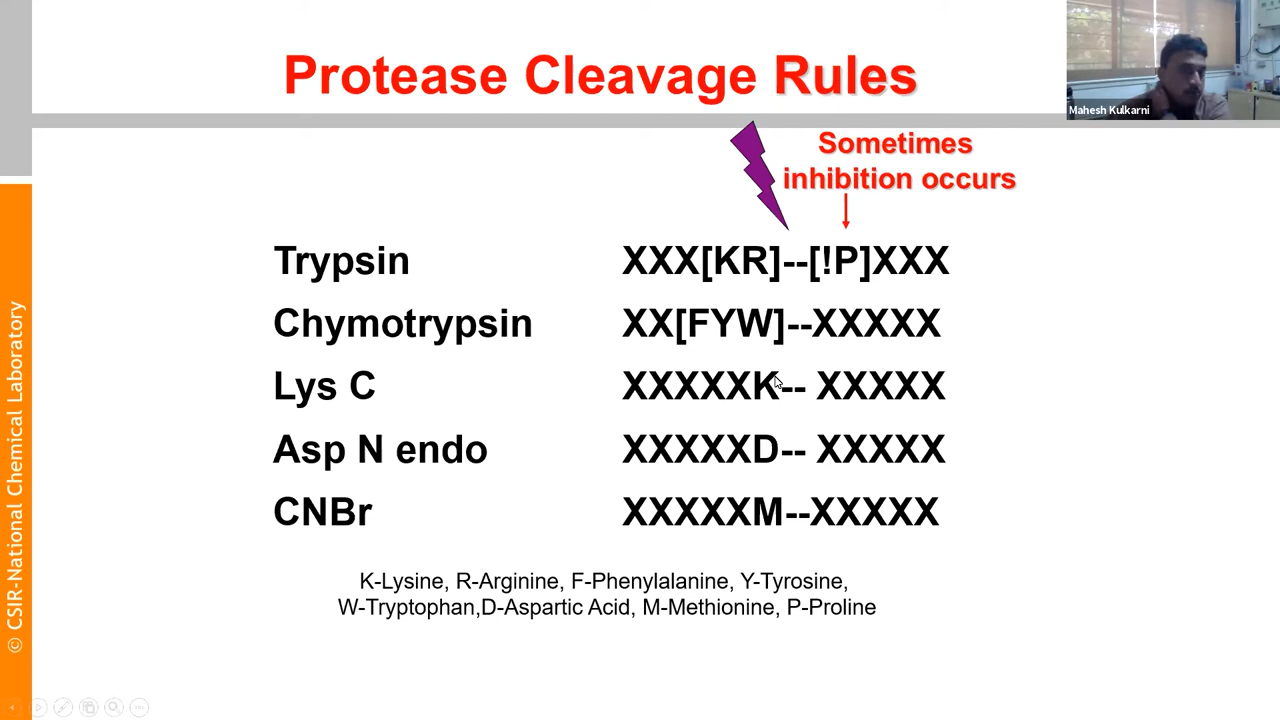 Protease Cleavage Rules
Mahesh Kulkarni
Sometimes
inhibition occurs
Trypsin XXX[KR]--[!P]XXX
Chymotrypsin XX[FYW]--XXXXX
Lys C XXXXXK-- XXXXX
Asp N endo XXXXXD-- XXXXX
CNBr XXXXXM--XXXXX
K-Lysine, R-Arginine, F-Phenylalanine, Y-Tyrosine,
W-Tryptophan,D-Aspartic Acid, M-Methionine, P-Proline
© CSIR-National Chemical Laboratory